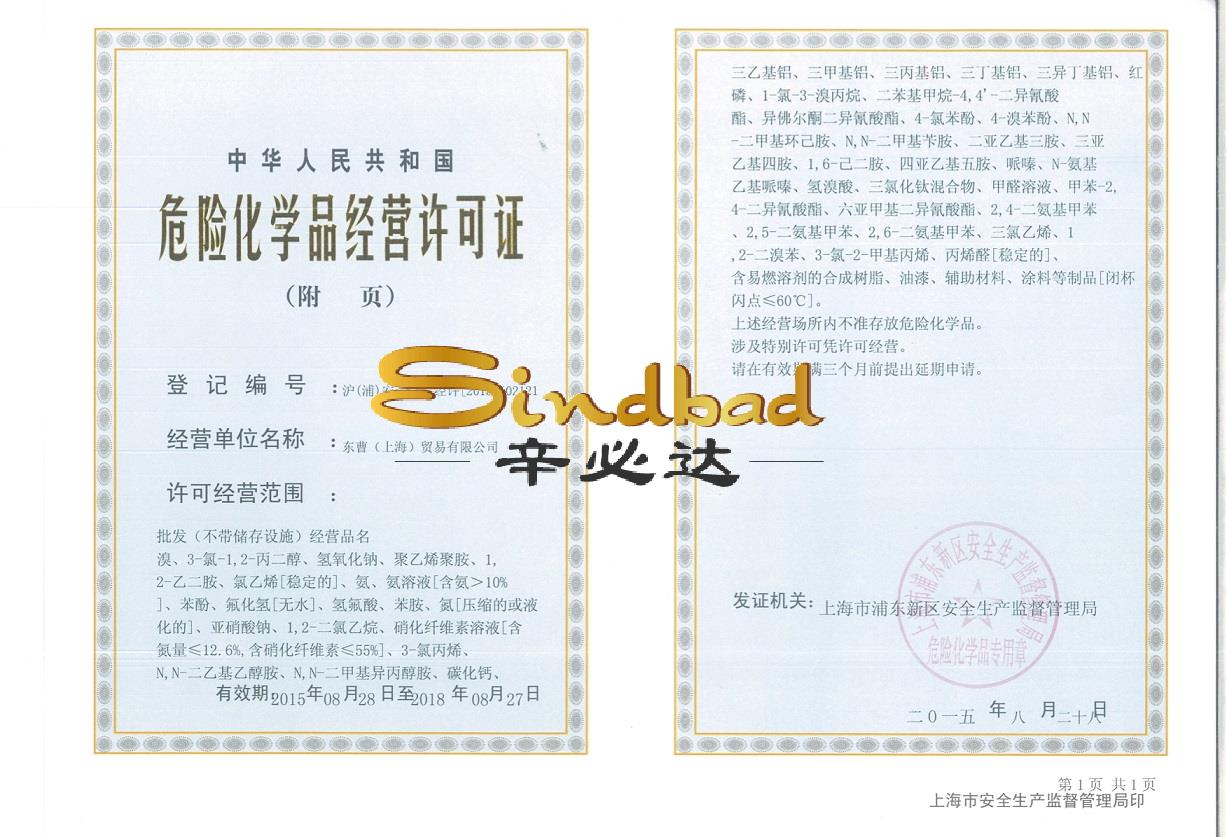 中华人民共和国
危险化学品经营许可证
（附 页）
登记编号：沪(浦)
经营单位名称：东曹（上海）贸易有限公司
许可经营范围：
批发（不带储存设施）经营品名
溴、3-氯-1,2-丙二醇、氢氧化钠、聚乙烯聚胺、1,
2-乙二胺、氯乙烯[稳定的]、氨、氨溶液[含氨＞10%
]、苯酚、氟化氢[无水]、氢氟酸、苯胺、氮[压缩的或液
化的]、亚硝酸钠、1,2-二氯乙烷、硝化纤维素溶液[含
氮量≤12.6%,含硝化纤维素≤55%]、3-氯丙烯、
N,N-二乙基乙醇胺、N,N-二甲基异丙醇胺、碳化钙、
有效期:2015年08月28日至2018年08月27日
三乙基铝、三甲基铝、三丙基铝、三丁基铝、三异丁基铝、红
磷、1-氯-3-溴丙烷、二苯基甲烷-4,4'-二异氰酸
酯、异佛尔酮二异氰酸酯、4-氯苯酚、4-溴苯酚、N,N
-二甲基环己胺、N,N-二甲基苄胺、二亚乙基三胺、三亚
乙基四胺、1,6-己二胺、四亚乙基五胺、哌嗪、N-氨基
乙基哌嗪、氢溴酸、三氯化钛混合物、甲醛溶液、甲苯-2,
4-二异氰酸酯、六亚甲基二异氰酸酯、2,4-二氨基甲苯
、2,5-二氨基甲苯、2,6-二氨基甲苯、三氯乙烯、1
,2-二溴苯、3-氯-2-甲基丙烯、丙烯醛[稳定的]、
含易燃溶剂的合成树脂、油漆、辅助材料、涂料等制品[闭杯
闪点≤60℃]。
上述经营场所内不准存放危险化学品。
涉及特别许可凭许可经营。
请在有效期满三个月前提出延期申请。
Sindbad
辛必达
发证机关：上海市浦东新区安全生产监督管理局
上海市浦东新区安全生产监督管理局
危险化学品专用章
二0一五年八月二十八日
第1页 共1页
上海市安全生产监督管理局印